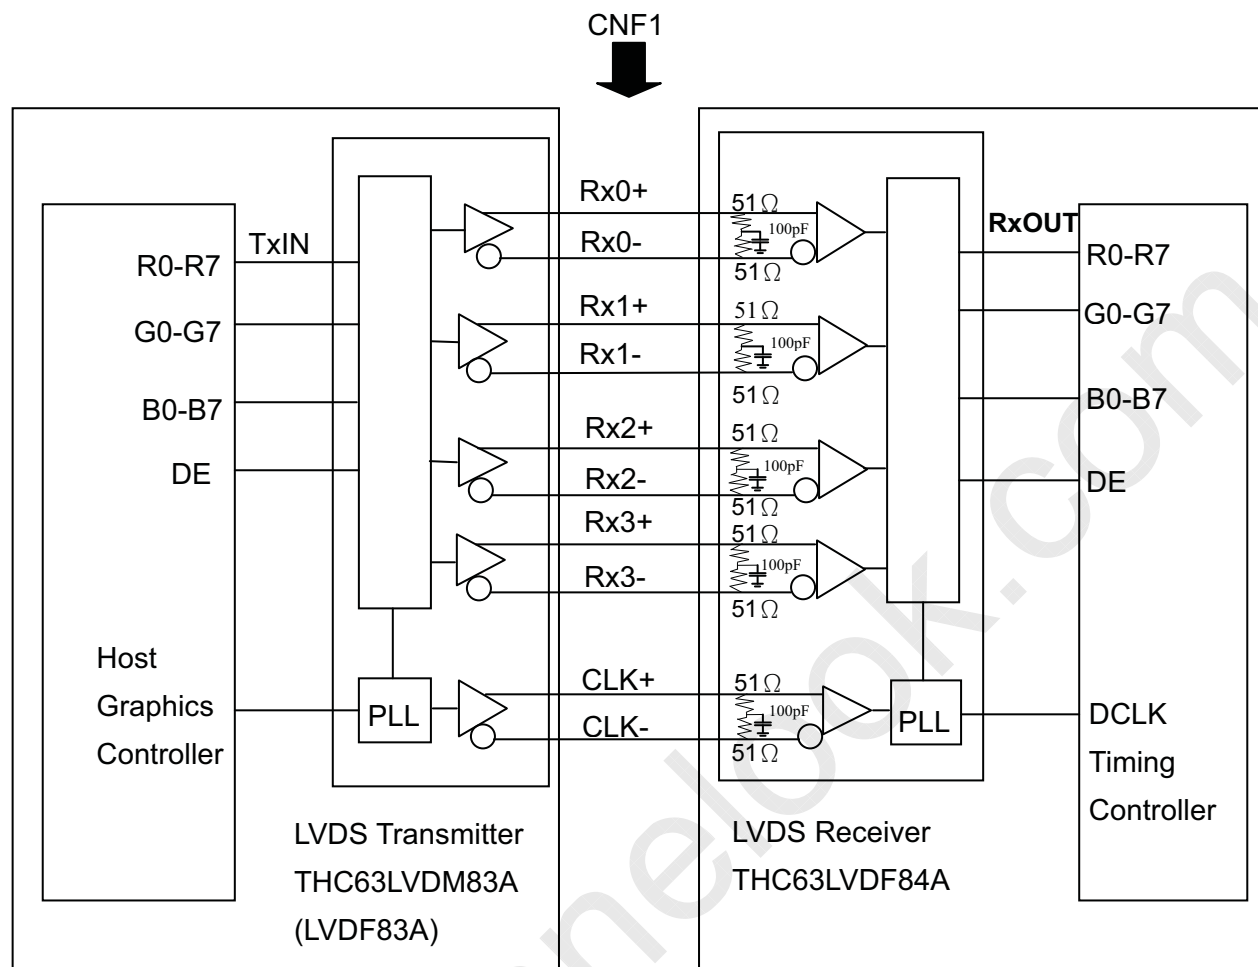 CNF1
Host
Graphics
Controller
R0-R7
G0-G7
B0-B7
DE
TxIN
PLL
LVDS Transmitter
THC63LVDM83A
(LVDF83A)
Rx0+
Rx0-
Rx1+
Rx1-
Rx2+
Rx2-
Rx3+
Rx3-
CLK+
CLK-
51Ω
100pF
51Ω
51Ω
100pF
51Ω
51Ω
100pF
51Ω
51Ω
100pF
51Ω
51Ω
100pF
51Ω
PLL
LVDS Receiver
THC63LVDF84A
RxOUT
R0-R7
G0-G7
B0-B7
DE
DCLK
Timing
Controller
nelook.com